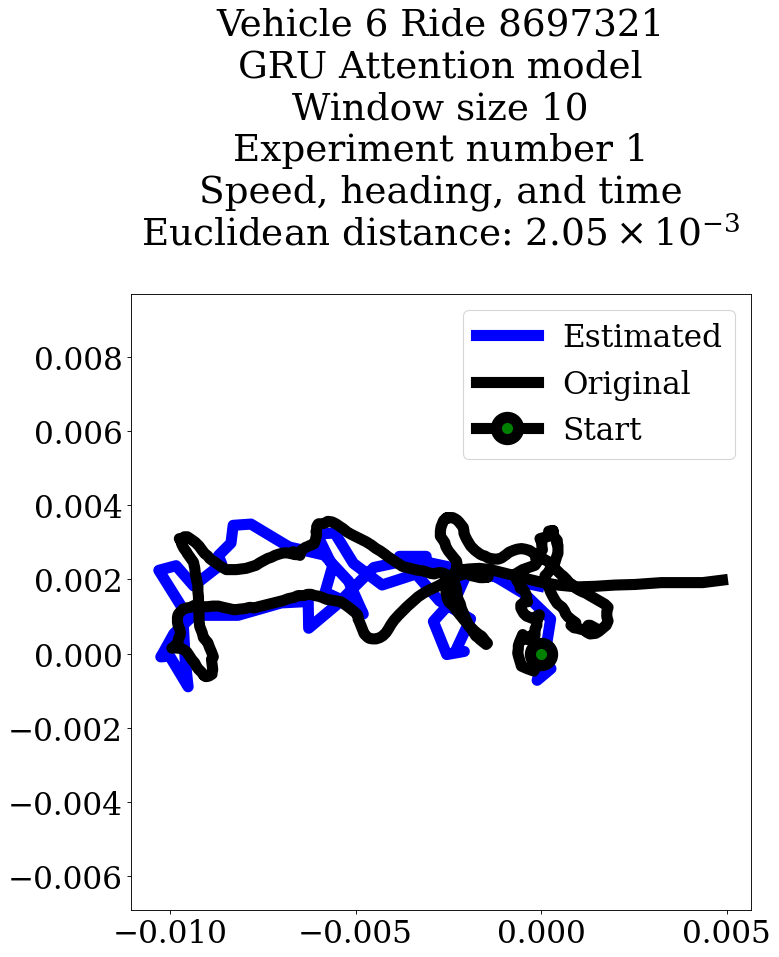 Vehicle 6 Ride 8697321
GRU Attention model
Window size 10
Experiment number 1
Speed, heading, and time
Euclidean distance: 2.05 × 10⁻³
Estimated
Original
Start
0.008
0.006
0.004
0.002
0.000
−0.002
−0.004
−0.006
−0.010
−0.005
0.000
0.005